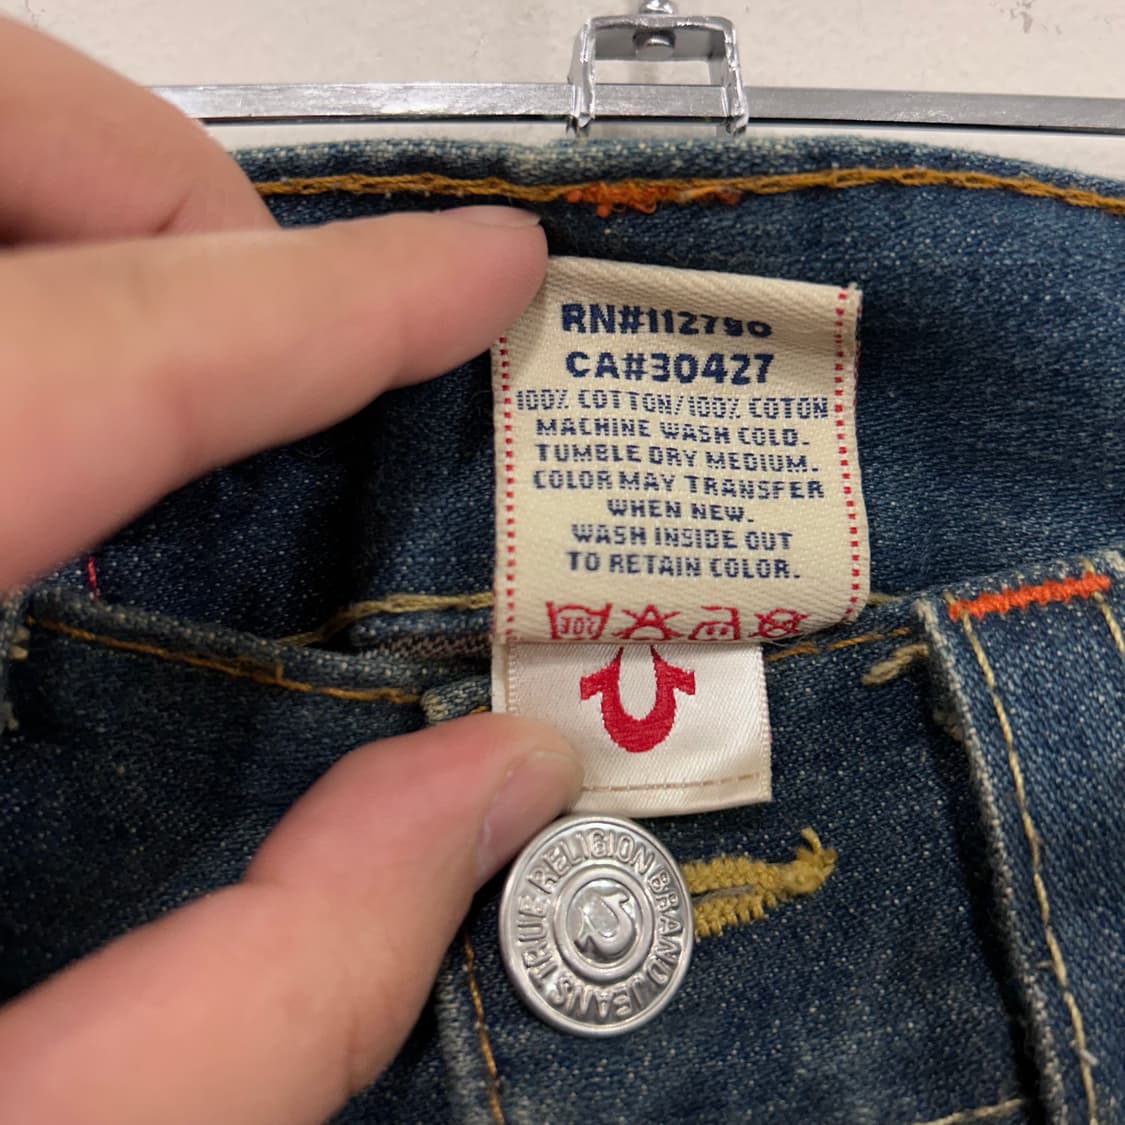 RN#112790
CA#30427
100% COTTON/100% COTON
MACHINE WASH COLD.
TUMBLE DRY MEDIUM.
COLOR MAY TRANSFER
WHEN NEW.
WASH INSIDE OUT
TO RETAIN COLOR.
TRUE RELIGION BRAND JEANS